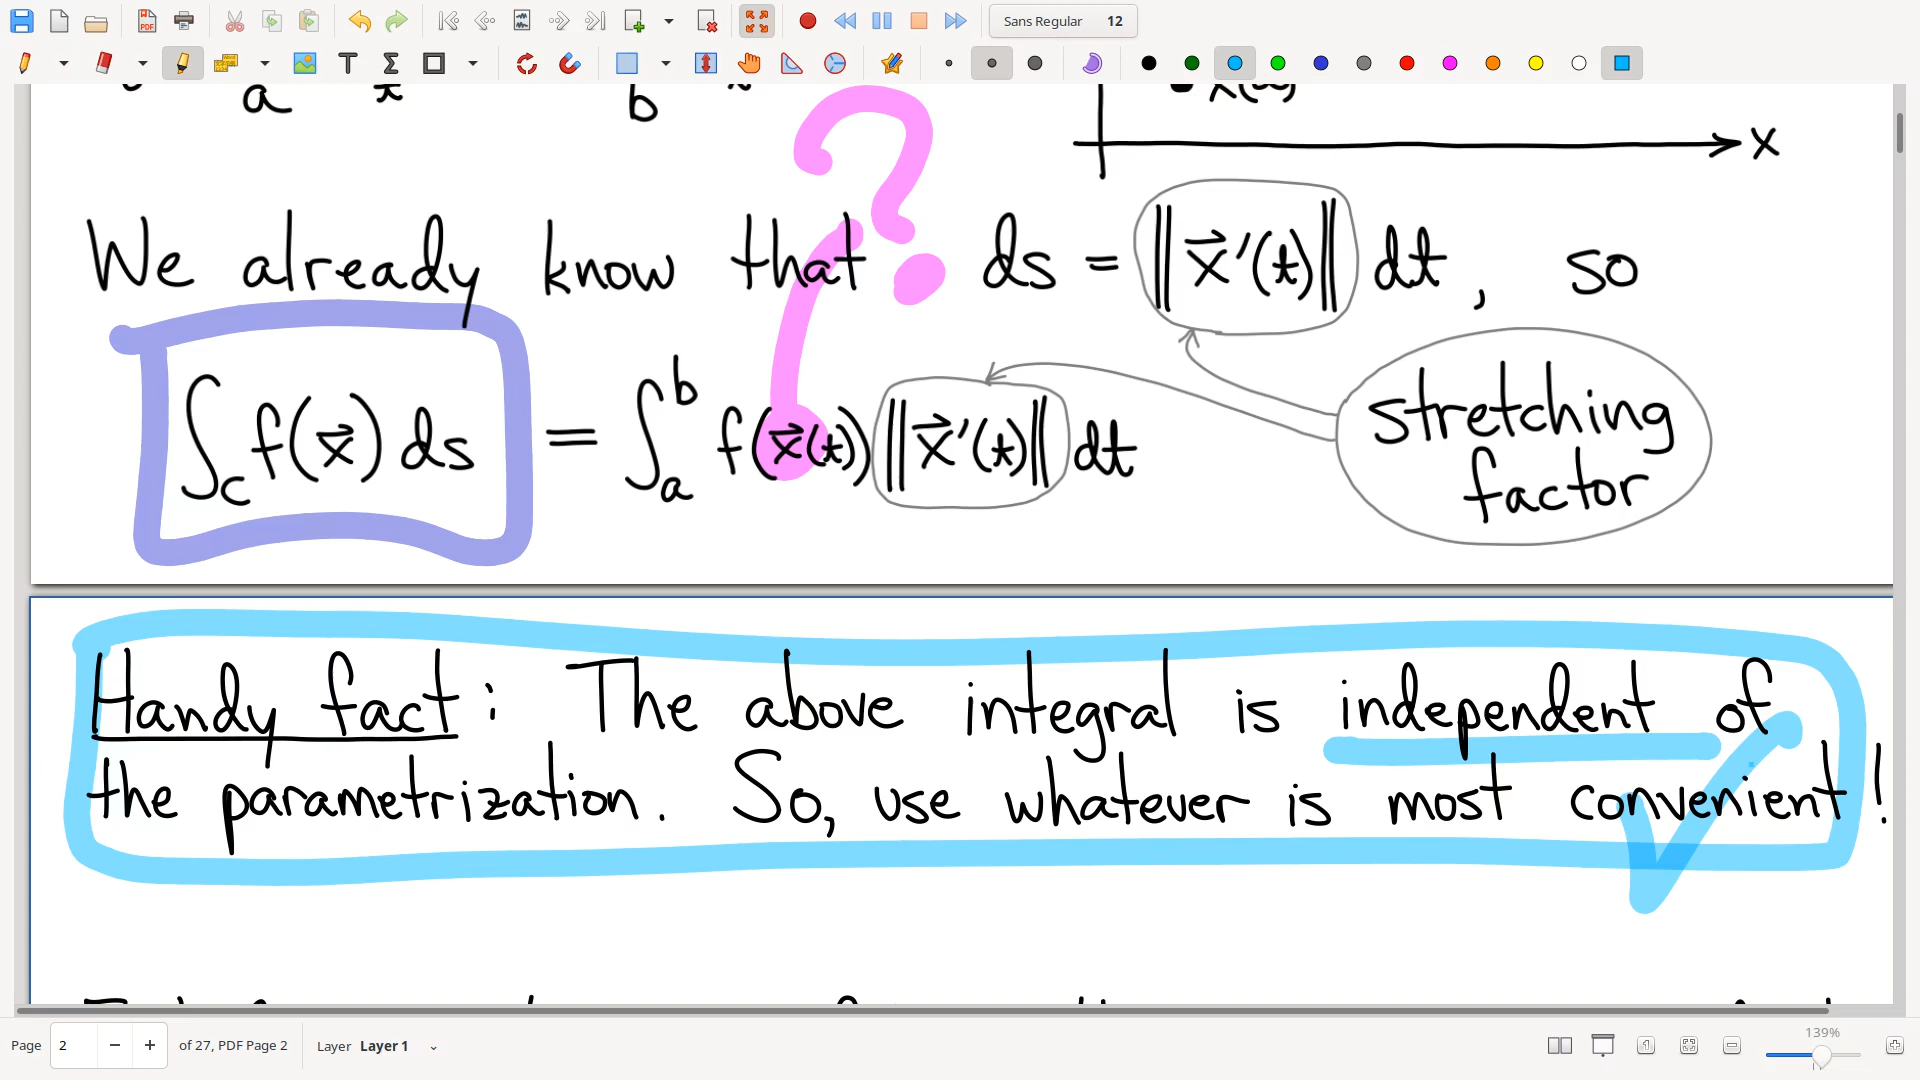 Sans Regular 12
a t b
x(a)
x
We already know that ds = ||x⃗'(t)|| dt, so
∫_C f(x⃗) ds = ∫_a^b f(x⃗(t)) ||x⃗'(t)|| dt
stretching
factor
?
Handy fact: The above integral is independent of
the parametrization. So, use whatever is most convenient!
Page 2 of 27, PDF Page 2 Layer Layer 1 139%